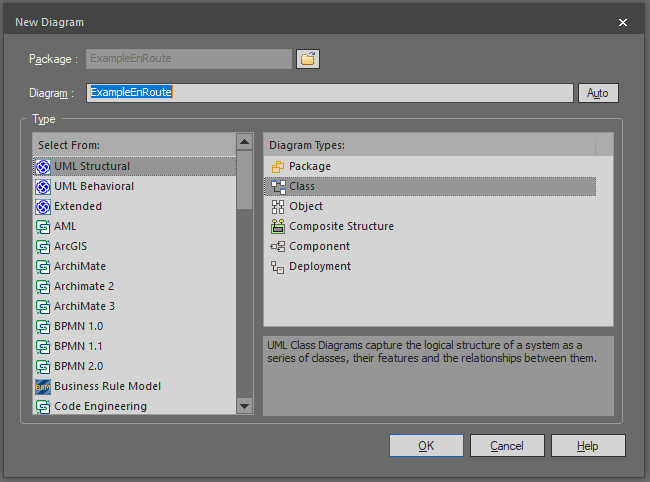 New Diagram
Package :
ExampleEnRoute
Diagram :
ExampleEnRoute
Auto
Type
Select From:
UML Structural
UML Behavioral
Extended
AML
ArcGIS
ArchiMate
Archimate 2
ArchiMate 3
BPMN 1.0
BPMN 1.1
BPMN 2.0
BRM
Business Rule Model
Code Engineering
Diagram Types:
Package
Class
Object
Composite Structure
Component
Deployment
UML Class Diagrams capture the logical structure of a system as a
series of classes, their features and the relationships between them.
OK
Cancel
Help